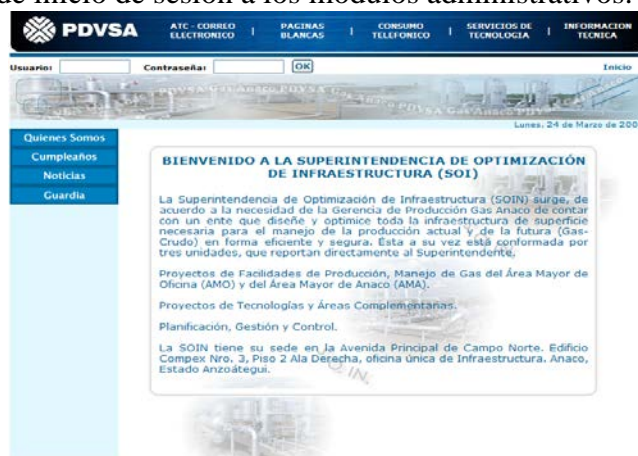 de inicio de sesión a los módulos administrativos.
PDVSA
ATC - CORREO ELECTRONICO
PAGINAS BLANCAS
CONSUMO TELEFONICO
SERVICIOS DE TECNOLOGIA
INFORMACION TECNICA
Usuario: Contraseña: OK Inicio
Lunes, 24 de Marzo de 200
Quienes Somos
Cumpleaños
Noticias
Guardia
BIENVENIDO A LA SUPERINTENDENCIA DE OPTIMIZACIÓN
DE INFRAESTRUCTURA (SOI)
La Superintendencia de Optimización de Infraestructura (SOIN) surge, de
acuerdo a la necesidad de la Gerencia de Producción Gas Anaco de contar
con un ente que diseñe y optimice toda la infraestructura de superficie
necesaria para el manejo de la producción actual y de la futura (Gas-
Crudo) en forma eficiente y segura. Ésta a su vez está conformada por
tres unidades, que reportan directamente al Superintendente.
Proyectos de Facilidades de Producción, Manejo de Gas del Área Mayor de
Oficina (AMO) y del Área Mayor de Anaco (AMA).
Proyectos de Tecnologías y Áreas Complementarias.
Planificación, Gestión y Control.
La SOIN tiene su sede en la Avenida Principal de Campo Norte. Edificio
Compex Nro. 3, Piso 2 Ala Derecha, oficina única de Infraestructura. Anaco,
Estado Anzoátegui.